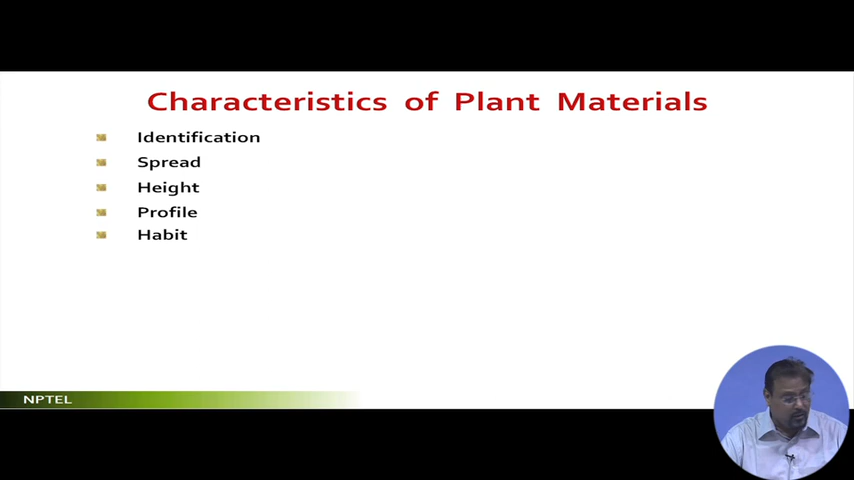 Characteristics of Plant Materials
Identification
Spread
Height
Profile
Habit
NPTEL